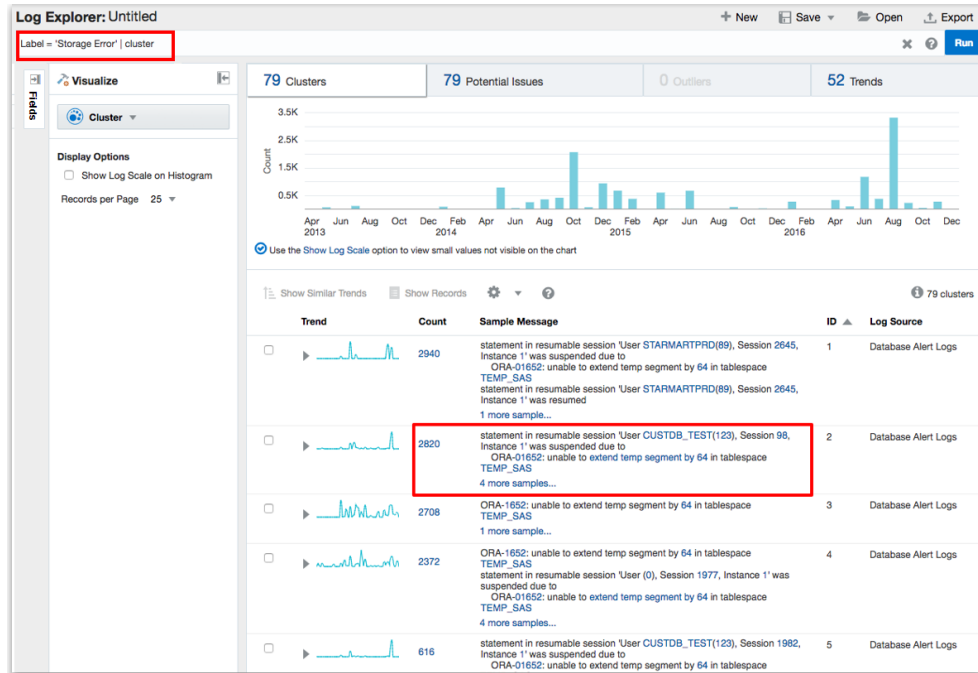 Log Explorer: Untitled
New
Save
Open
Export
Label = 'Storage Error' | cluster
Run
Fields
Visualize
Cluster
Display Options
Show Log Scale on Histogram
Records per Page 25
79 Clusters
79 Potential Issues
0 Outliers
52 Trends
Count
3.5K
2.5K
1.5K
0.5K
Apr Jun Aug Oct Dec Feb Apr Jun Aug Oct Dec Feb Apr Jun Aug Oct Dec Feb Apr Jun Aug Oct Dec
2013 2014 2015 2016
Use the Show Log Scale option to view small values not visible on the chart
Show Similar Trends
Show Records
79 clusters
Trend Count Sample Message ID Log Source
2940
statement in resumable session 'User STARMARTPRD(89), Session 2645,
Instance 1' was suspended due to
ORA-01652: unable to extend temp segment by 64 in tablespace
TEMP_SAS
statement in resumable session 'User STARMARTPRD(89), Session 2645,
Instance 1' was resumed
1 more sample...
1
Database Alert Logs
2820
statement in resumable session 'User CUSTDB_TEST(123), Session 98,
Instance 1' was suspended due to
ORA-01652: unable to extend temp segment by 64 in tablespace
TEMP_SAS
4 more samples...
2
Database Alert Logs
2708
ORA-1652: unable to extend temp segment by 64 in tablespace
TEMP_SAS
1 more sample...
3
Database Alert Logs
2372
ORA-1652: unable to extend temp segment by 64 in tablespace
TEMP_SAS
statement in resumable session 'User (0), Session 1977, Instance 1' was
suspended due to
ORA-01652: unable to extend temp segment by 64 in tablespace
TEMP_SAS
4 more samples...
4
Database Alert Logs
616
statement in resumable session 'User CUSTDB_TEST(123), Session 1982,
Instance 1' was suspended due to
ORA-01652: unable to extend temp segment by 64 in tablespace
5
Database Alert Logs